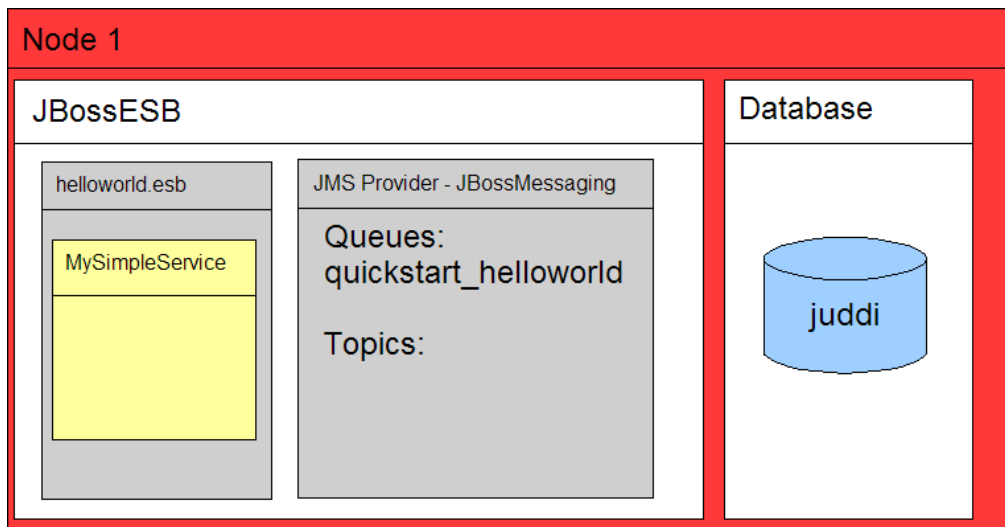 Node 1
JBossESB
helloworld.esb
MySimpleService
JMS Provider - JBossMessaging
Queues:
quickstart_helloworld
Topics:
Database
juddi